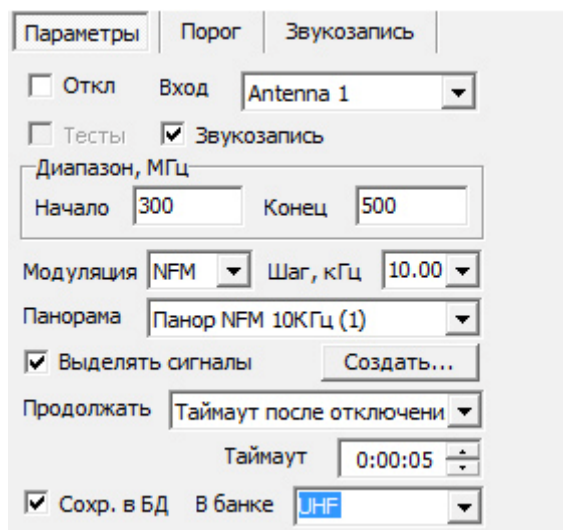 Параметры Порог Звукозапись
Откл Вход Antenna 1
Тесты Звукозапись
Диапазон, МГц
Начало 300 Конец 500
Модуляция NFM Шаг, кГц 10.00
Панорама Панор NFM 10КГц (1)
Выделять сигналы Создать...
Продолжать Таймаут после отключени
Таймаут 0:00:05
Сохр. в БД В банке UHF